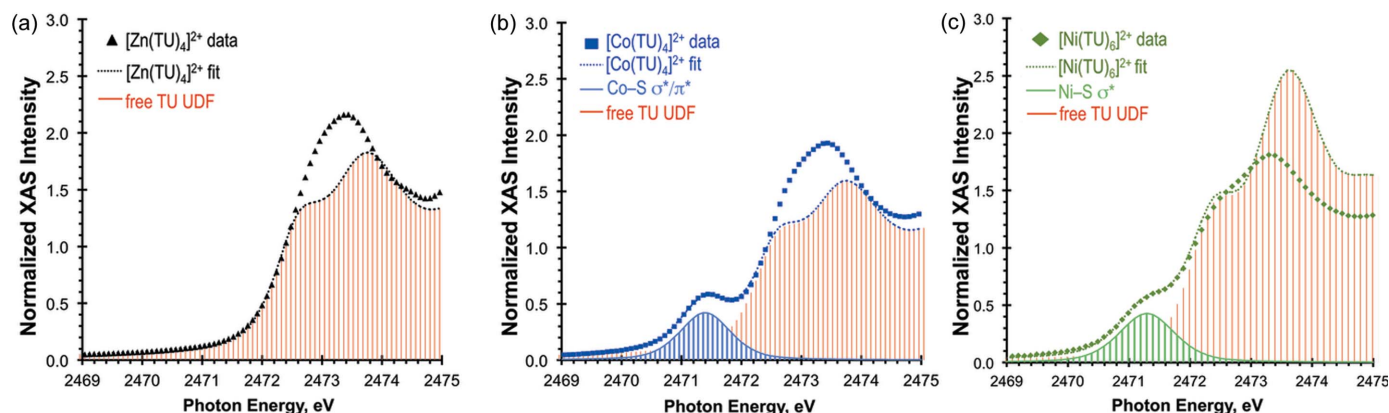 (a)
Normalized XAS Intensity
3.0
2.5
2.0
1.5
1.0
0.5
0.0
▲ [Zn(TU)₄]²⁺ data
[Zn(TU)₄]²⁺ fit
free TU UDF
2469 2470 2471 2472 2473 2474 2475
Photon Energy, eV
(b)
Normalized XAS Intensity
3.0
2.5
2.0
1.5
1.0
0.5
0.0
■ [Co(TU)₄]²⁺ data
[Co(TU)₄]²⁺ fit
Co–S σ*/π*
free TU UDF
2469 2470 2471 2472 2473 2474 2475
Photon Energy, eV
(c)
Normalized XAS Intensity
3.0
2.5
2.0
1.5
1.0
0.5
0.0
◆ [Ni(TU)₆]²⁺ data
[Ni(TU)₆]²⁺ fit
Ni–S σ*
free TU UDF
2469 2470 2471 2472 2473 2474 2475
Photon Energy, eV